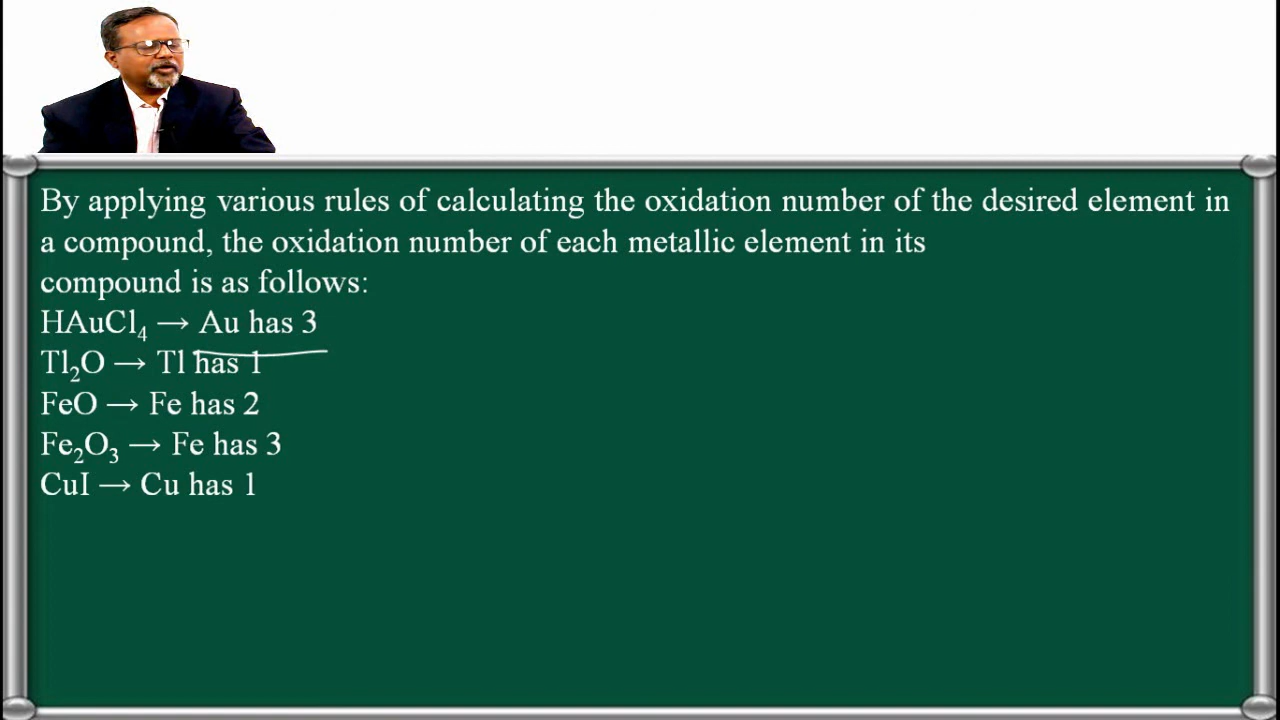 By applying various rules of calculating the oxidation number of the desired element in
a compound, the oxidation number of each metallic element in its
compound is as follows:
HAuCl₄ → Au has 3
Tl₂O → Tl has 1
FeO → Fe has 2
Fe₂O₃ → Fe has 3
CuI → Cu has 1